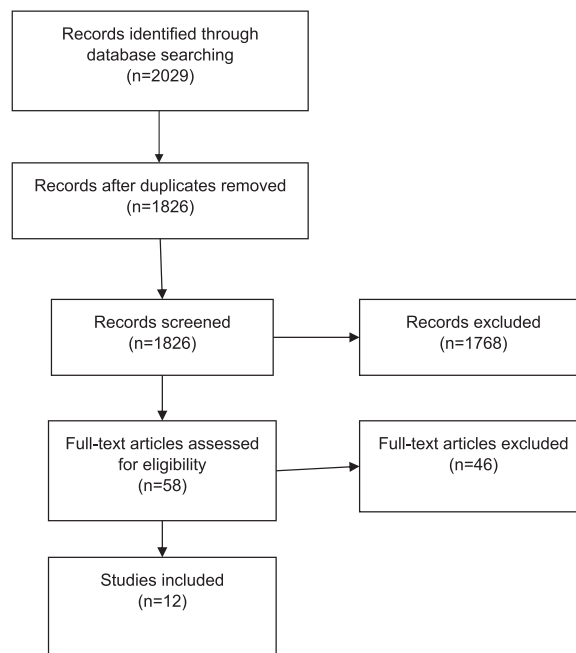 Records identified through
database searching
(n=2029)
Records after duplicates removed
(n=1826)
Records screened
(n=1826)
Records excluded
(n=1768)
Full-text articles assessed
for eligibility
(n=58)
Full-text articles excluded
(n=46)
Studies included
(n=12)